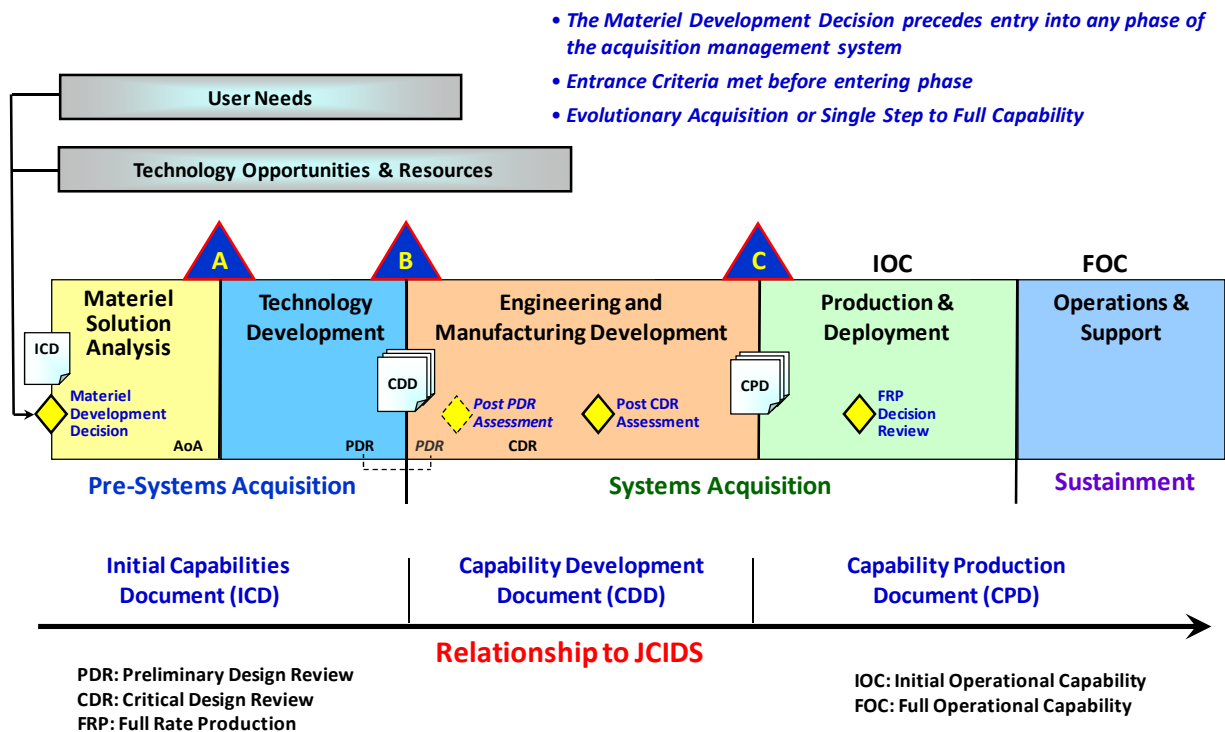 • The Materiel Development Decision precedes entry into any phase of
the acquisition management system
• Entrance Criteria met before entering phase
• Evolutionary Acquisition or Single Step to Full Capability
User Needs
Technology Opportunities & Resources
A
B
C
IOC
FOC
Materiel
Solution
Analysis
Technology
Development
Engineering and
Manufacturing Development
Production &
Deployment
Operations &
Support
ICD
CDD
CPD
Materiel
Development
Decision
Post PDR
Assessment
Post CDR
Assessment
FRP
Decision
Review
AoA
PDR
PDR
CDR
Pre-Systems Acquisition
Systems Acquisition
Sustainment
Initial Capabilities
Document (ICD)
Capability Development
Document (CDD)
Capability Production
Document (CPD)
Relationship to JCIDS
PDR: Preliminary Design Review
CDR: Critical Design Review
FRP: Full Rate Production
IOC: Initial Operational Capability
FOC: Full Operational Capability